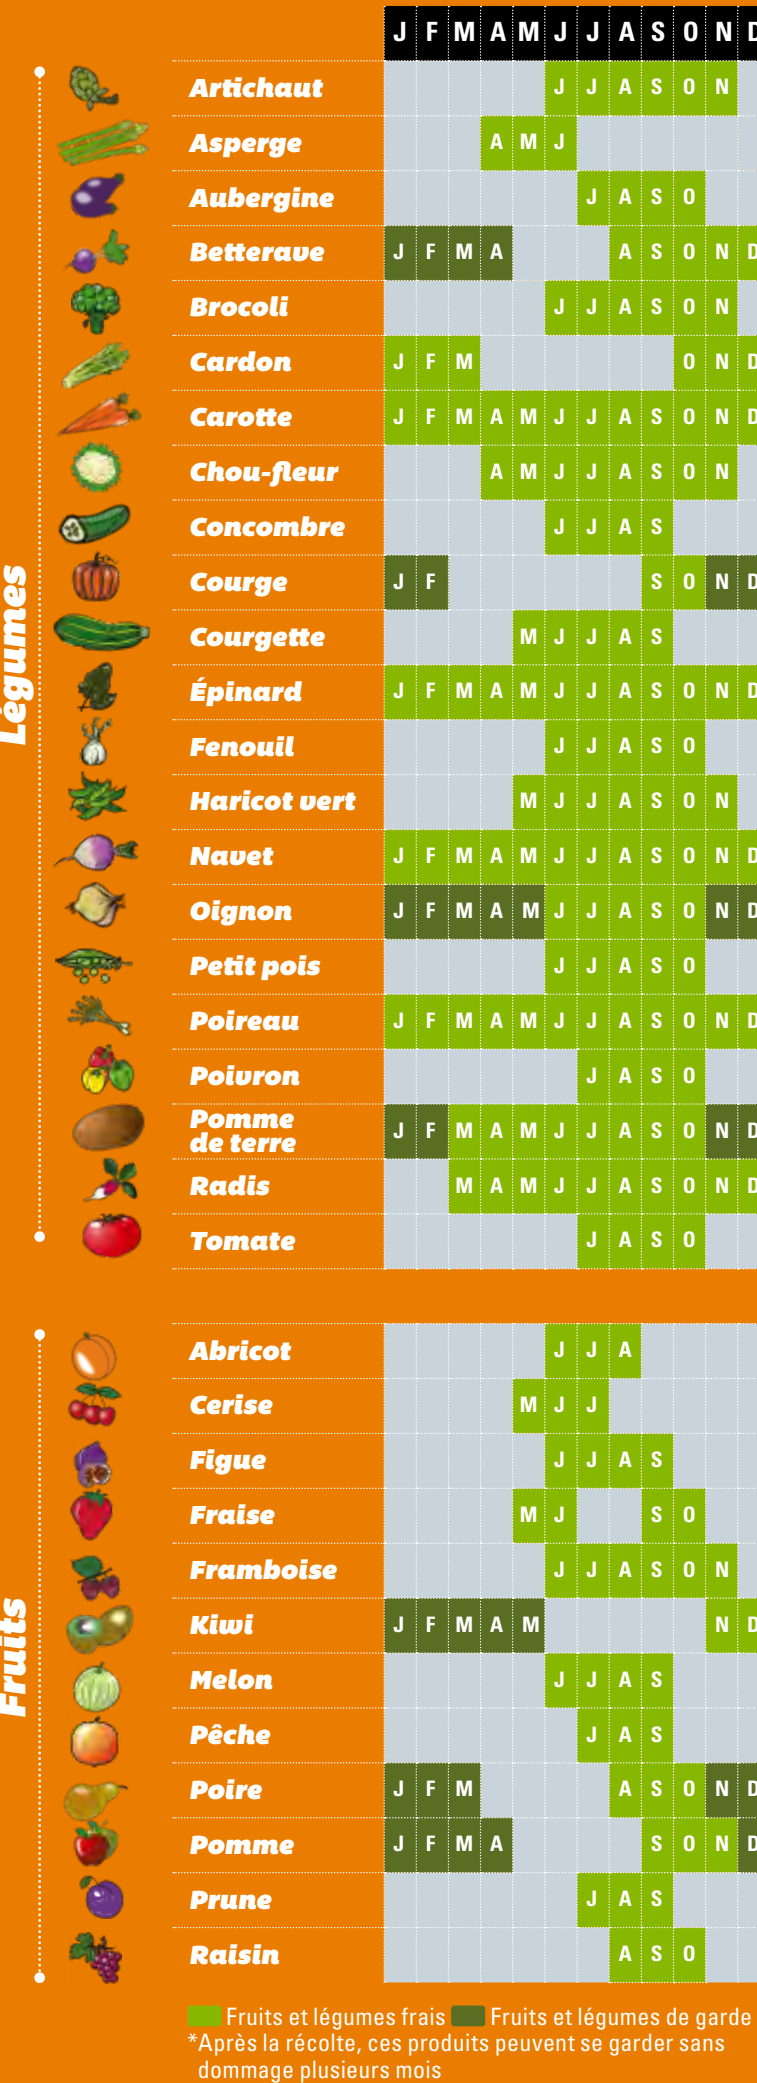 J F M A M J J A S O N D
Légumes
Artichaut J J A S O N
Asperge A M J
Aubergine J A S O
Betterave J F M A A S O N D
Brocoli J J A S O N
Cardon J F M O N D
Carotte J F M A M J J A S O N D
Chou-fleur A M J J A S O N
Concombre J J A S
Courge J F S O N D
Courgette M J J A S
Épinard J F M A M J J A S O N D
Fenouil J J A S O
Haricot vert M J J A S O N
Navet J F M A M J J A S O N D
Oignon J F M A M J J A S O N D
Petit pois J J A S O
Poireau J F M A M J J A S O N D
Poivron J A S O
Pomme
de terre J F M A M J J A S O N D
Radis M A M J J A S O N D
Tomate J A S O
Fruits
Abricot J J A
Cerise M J J
Figue J J A S
Fraise M J S O
Framboise J J A S O N
Kiwi J F M A M N D
Melon J J A S
Pêche J A S
Poire J F M A S O N D
Pomme J F M A S O N D
Prune J A S
Raisin A S O
Fruits et légumes frais Fruits et légumes de garde
*Après la récolte, ces produits peuvent se garder sans
dommage plusieurs mois